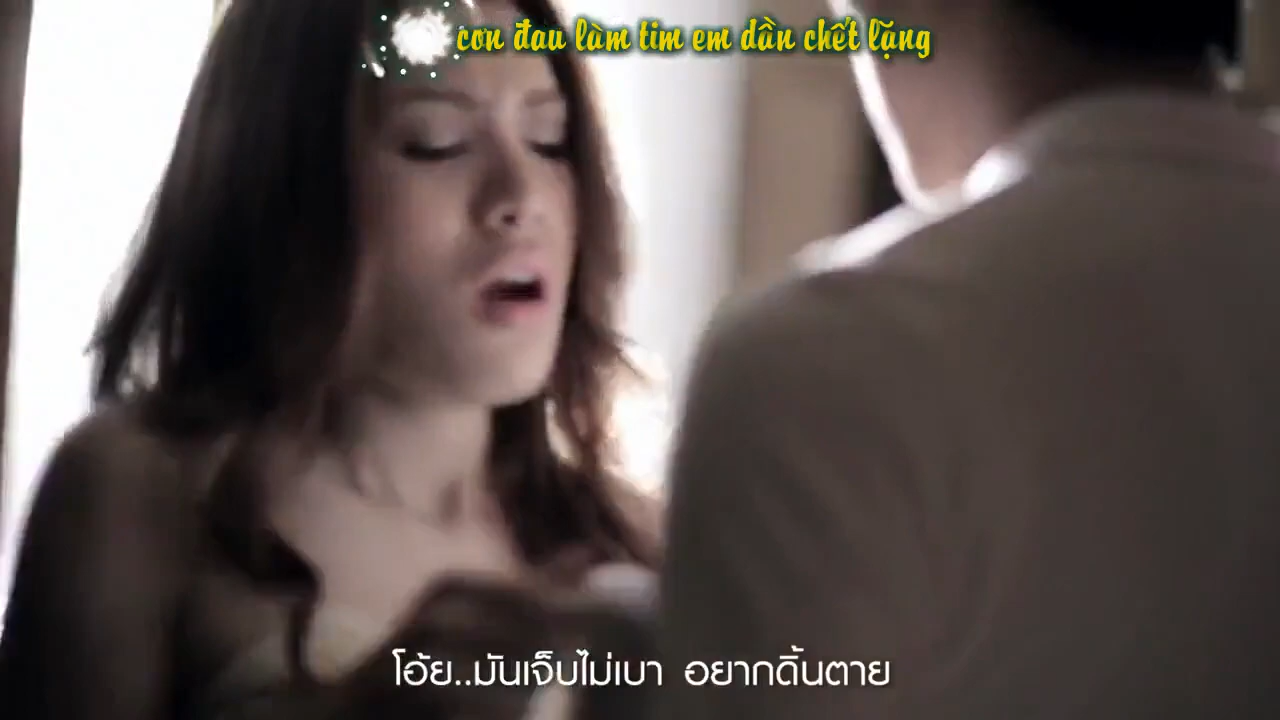 cơn đau làm tim em dần chết lặng
โอ้ย..มันเจ็บไม่เบา อยากดิ้นตาย